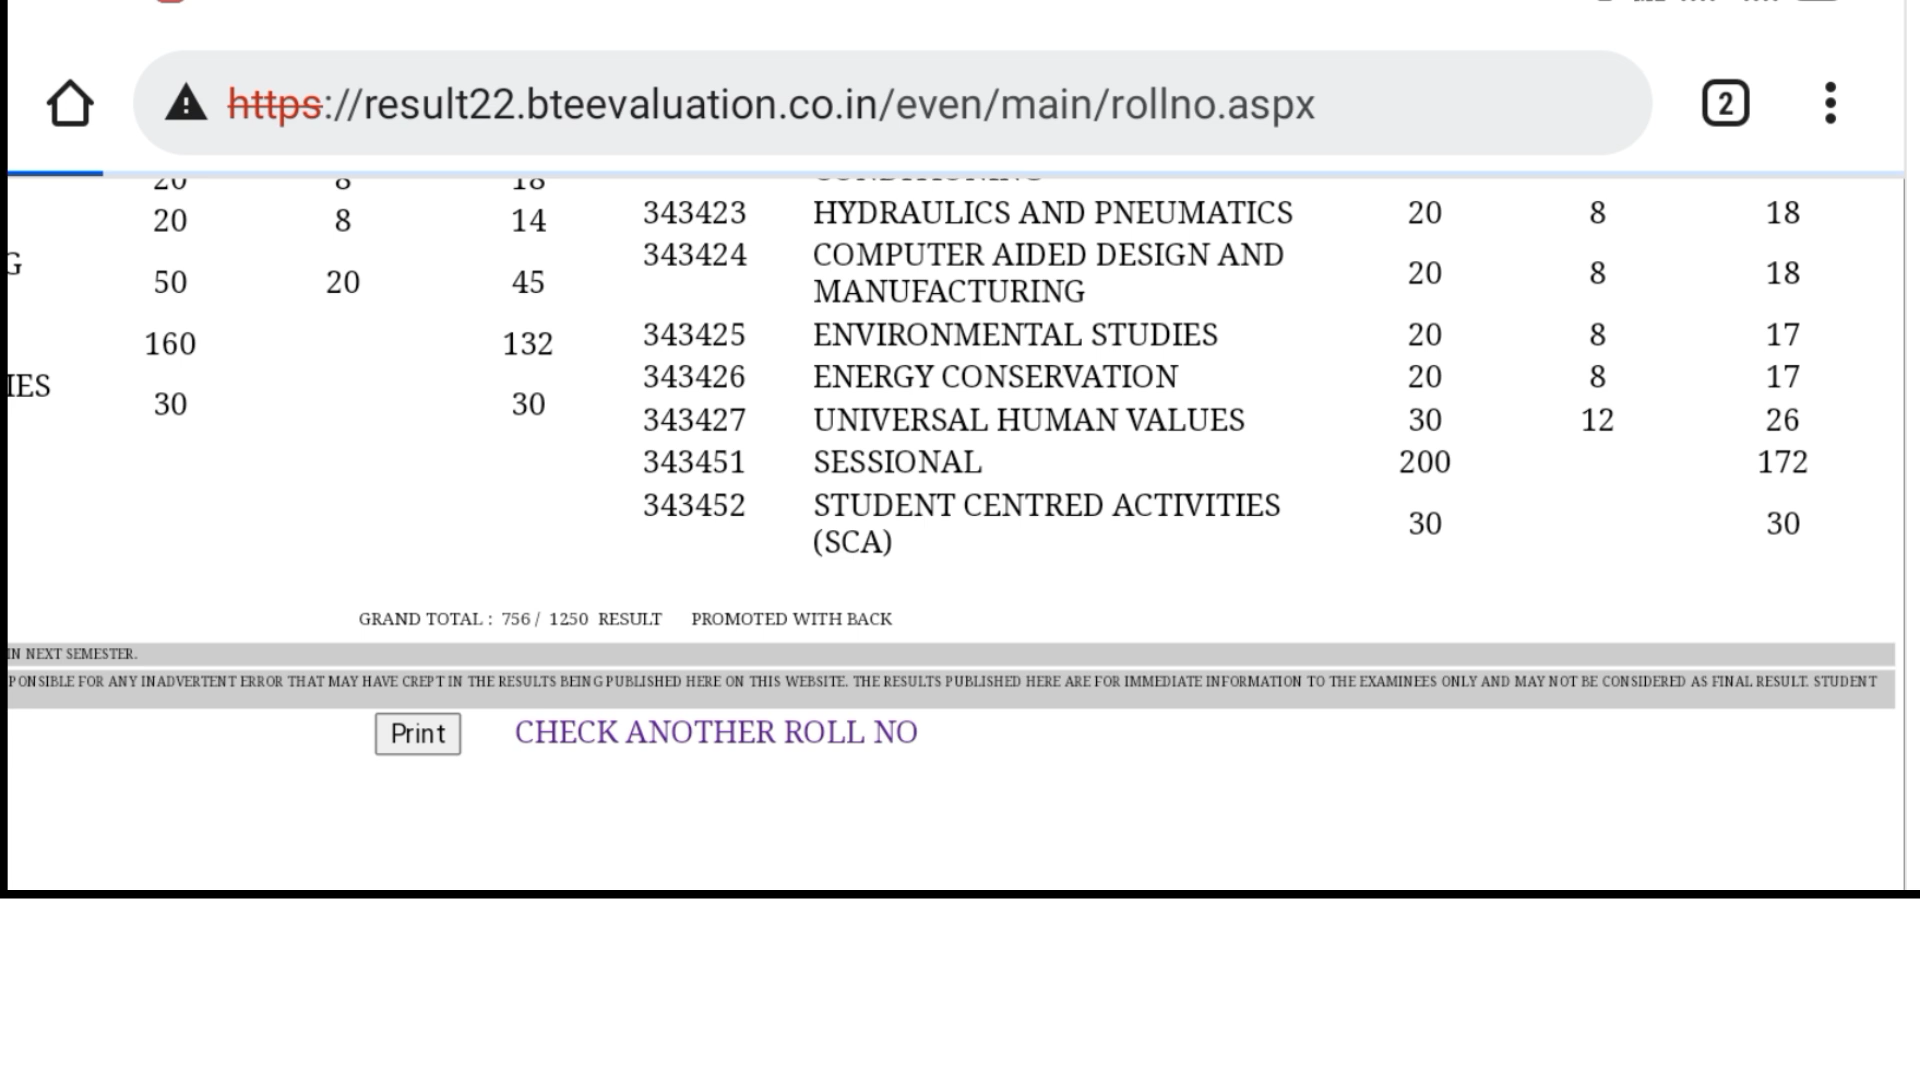 https://result22.bteevaluation.co.in/even/main/rollno.aspx
2
20 8 18
20 8 14 343423 HYDRAULICS AND PNEUMATICS 20 8 18
G 50 20 45 343424 COMPUTER AIDED DESIGN AND 20 8 18
MANUFACTURING
160 132 343425 ENVIRONMENTAL STUDIES 20 8 17
IES 343426 ENERGY CONSERVATION 20 8 17
30 30 343427 UNIVERSAL HUMAN VALUES 30 12 26
343451 SESSIONAL 200 172
343452 STUDENT CENTRED ACTIVITIES 30 30
(SCA)
GRAND TOTAL : 756 / 1250 RESULT PROMOTED WITH BACK
IN NEXT SEMESTER.
PONSIBLE FOR ANY INADVERTENT ERROR THAT MAY HAVE CREPT IN THE RESULTS BEING PUBLISHED HERE ON THIS WEBSITE. THE RESULTS PUBLISHED HERE ARE FOR IMMEDIATE INFORMATION TO THE EXAMINEES ONLY AND MAY NOT BE CONSIDERED AS FINAL RESULT. STUDENT
Print CHECK ANOTHER ROLL NO